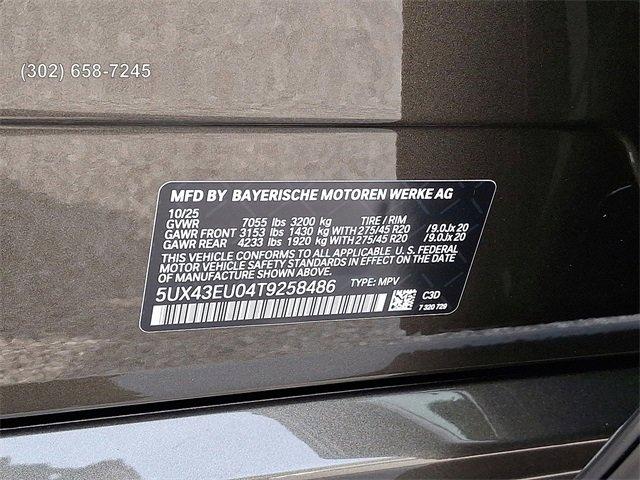 (302) 658-7245
MFD BY BAYERISCHE MOTOREN WERKE AG
10/25
GVWR 7055 lbs 3200 kg TIRE / RIM
GAWR FRONT 3153 lbs 1430 kg WITH 275/45 R20 / 9.0Jx 20
GAWR REAR 4233 lbs 1920 kg WITH 275/45 R20 / 9.0Jx 20
THIS VEHICLE CONFORMS TO ALL APPLICABLE U. S. FEDERAL
MOTOR VEHICLE SAFETY STANDARDS IN EFFECT ON THE DATE
OF MANUFACTURE SHOWN ABOVE.
5UX43EU04T9258486 TYPE: MPV
C3D
7 320 729